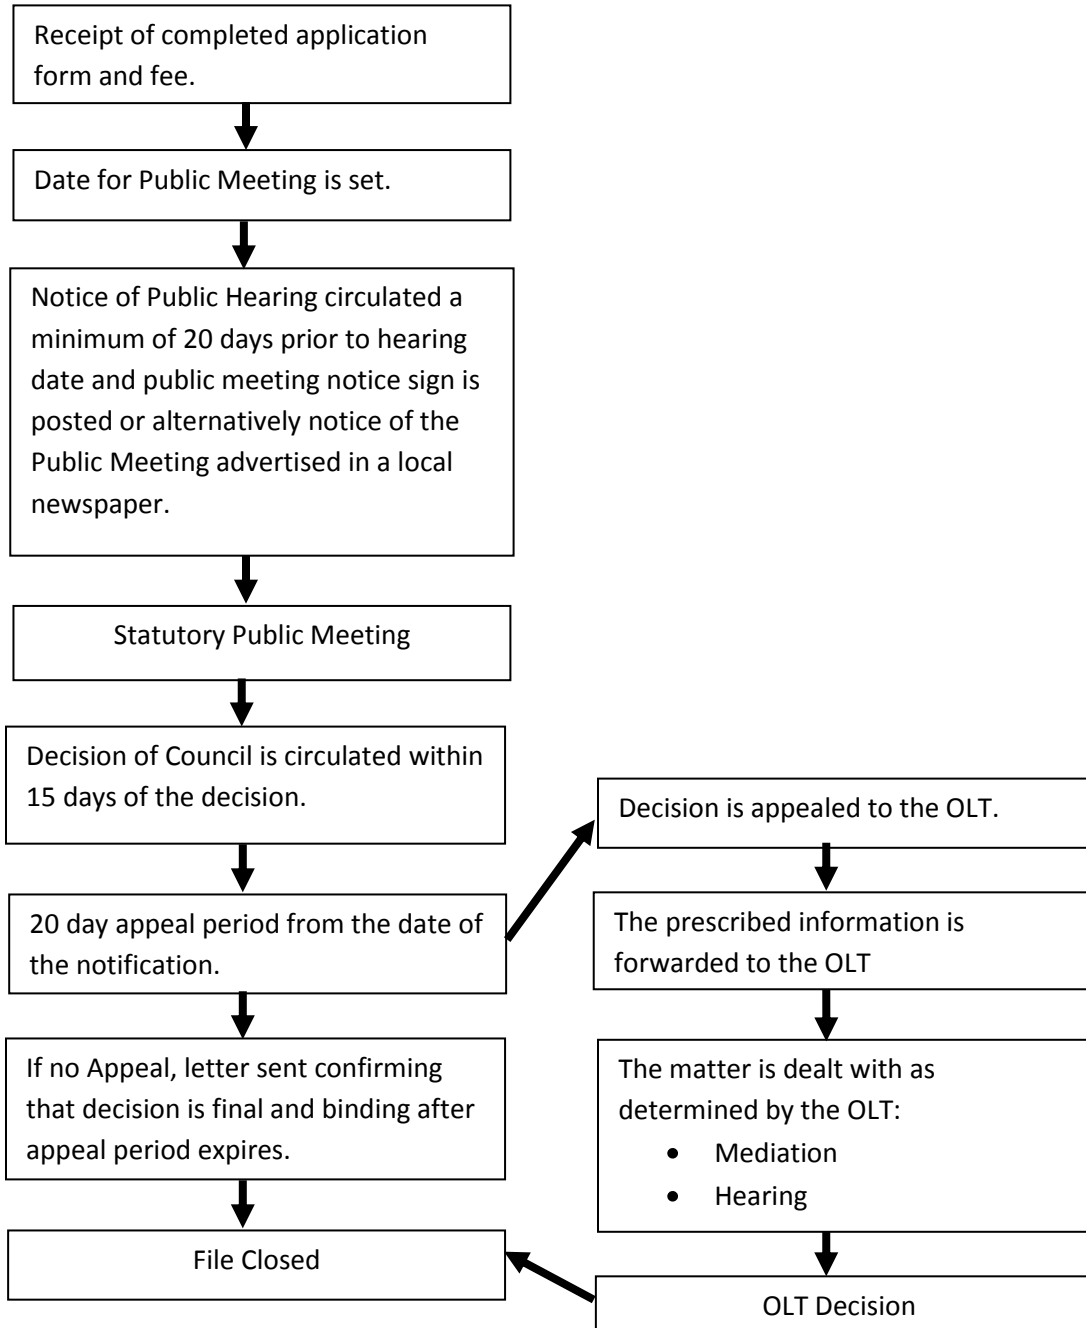 Receipt of completed application
form and fee.
Date for Public Meeting is set.
Notice of Public Hearing circulated a
minimum of 20 days prior to hearing
date and public meeting notice sign is
posted or alternatively notice of the
Public Meeting advertised in a local
newspaper.
Statutory Public Meeting
Decision of Council is circulated within
15 days of the decision.
20 day appeal period from the date of
the notification.
If no Appeal, letter sent confirming
that decision is final and binding after
appeal period expires.
File Closed
Decision is appealed to the OLT.
The prescribed information is
forwarded to the OLT
The matter is dealt with as
determined by the OLT:
• Mediation
• Hearing
OLT Decision